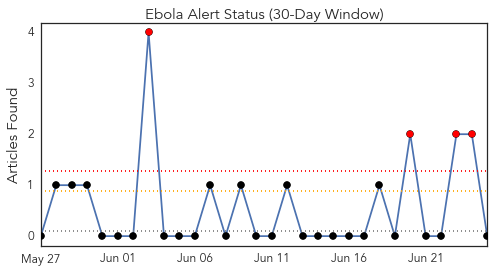 Ebola Alert Status (30-Day Window)
Articles Found
4
3
2
1
0
May 27
Jun 01
Jun 06
Jun 11
Jun 16
Jun 21